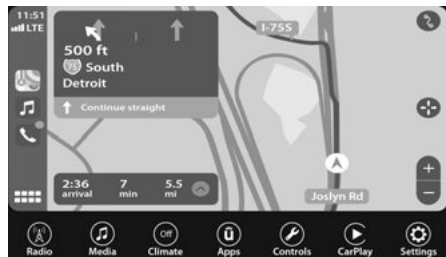 11:51
LTE
500 ft
75 South
Detroit
Continue straight
I-75S
2:36 7 5.5
arrival min mi
Joslyn Rd
+
−
Off
ū
Radio Media Climate Apps Controls CarPlay Settings